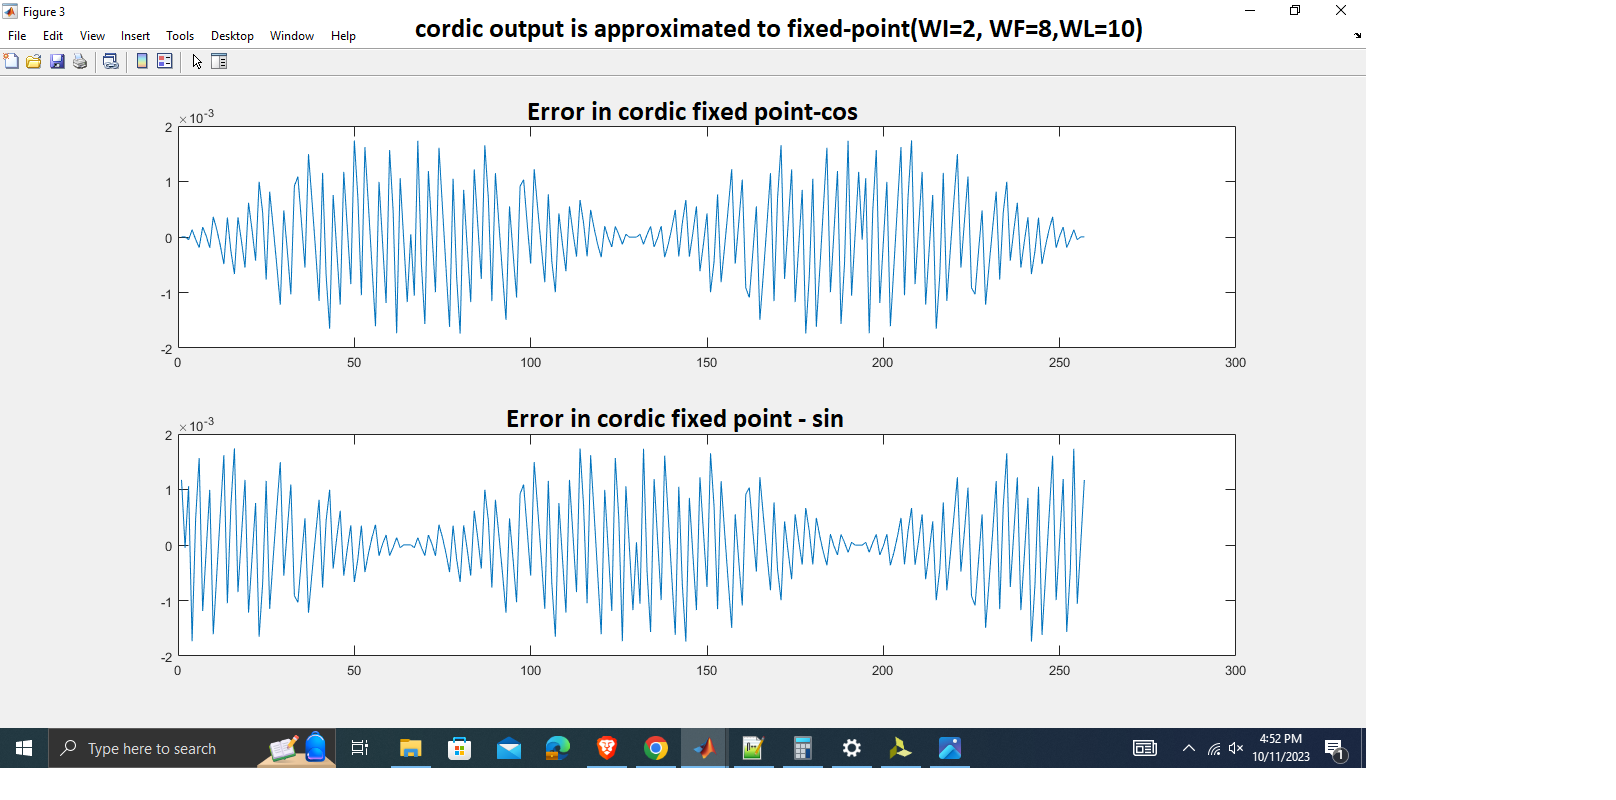 Figure 3
cordic output is approximated to fixed-point(WI=2, WF=8,WL=10)
File Edit View Insert Tools Desktop Window Help
Error in cordic fixed point-cos
×10-3
2
1
0
-1
-2
0 50 100 150 200 250 300
Error in cordic fixed point - sin
×10-3
2
1
0
-1
-2
0 50 100 150 200 250 300
Type here to search
4:52 PM
10/11/2023
1